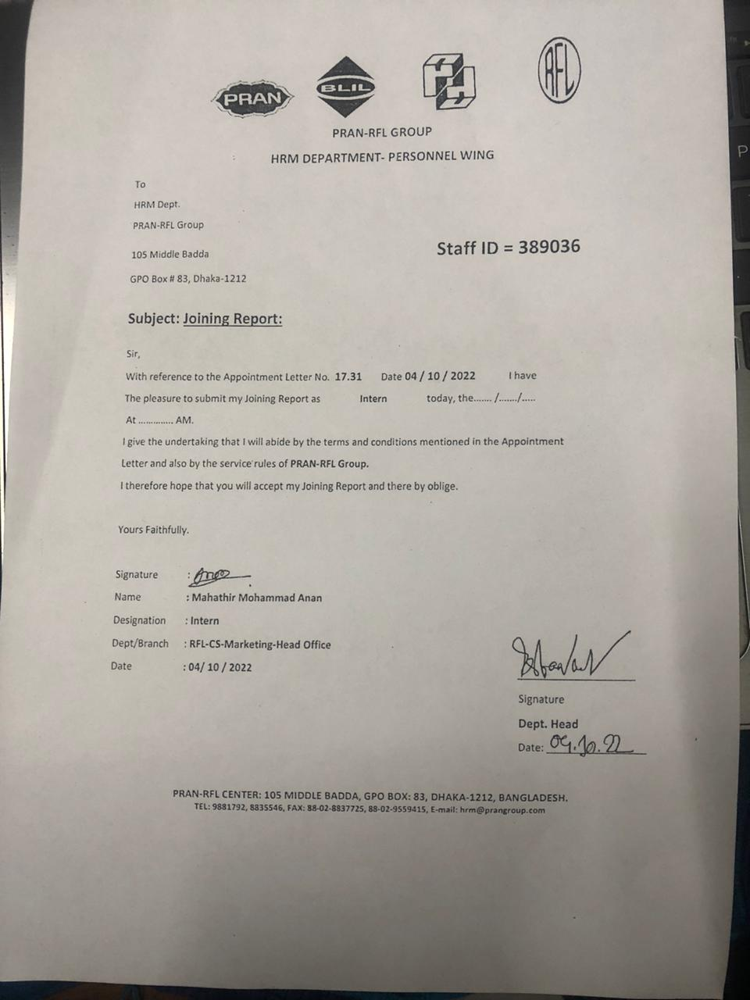 PRAN
BLIL
RFL
PRAN-RFL GROUP
HRM DEPARTMENT- PERSONNEL WING
To
HRM Dept.
PRAN-RFL Group
105 Middle Badda
GPO Box # 83, Dhaka-1212
Staff ID = 389036
Subject: Joining Report:
Sir,
With reference to the Appointment Letter No. 17.31 Date 04 / 10 / 2022 I have
The pleasure to submit my Joining Report as Intern today, the....... /......./.....
At .............. AM.
I give the undertaking that I will abide by the terms and conditions mentioned in the Appointment
Letter and also by the service rules of PRAN-RFL Group.
I therefore hope that you will accept my Joining Report and there by oblige.
Yours Faithfully.
Signature :
Name : Mahathir Mohammad Anan
Designation : Intern
Dept/Branch : RFL-CS-Marketing-Head Office
Date : 04/ 10 / 2022
Signature
Dept. Head
Date: 04.10.22
PRAN-RFL CENTER: 105 MIDDLE BADDA, GPO BOX: 83, DHAKA-1212, BANGLADESH.
TEL: 9881792, 8835546, FAX: 88-02-8837725, 88-02-9559415, E-mail: hrm@prangroup.com
P